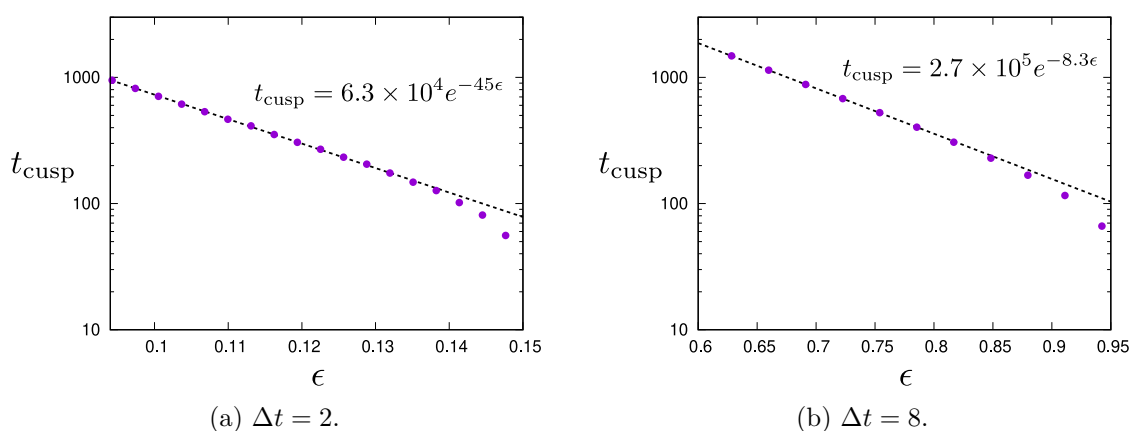 1000
100
10
t_cusp
t_cusp = 6.3 × 10^4 e^{-45ϵ}
0.1 0.11 0.12 0.13 0.14 0.15
ϵ
(a) Δt = 2.
1000
100
10
t_cusp
t_cusp = 2.7 × 10^5 e^{-8.3ϵ}
0.6 0.65 0.7 0.75 0.8 0.85 0.9 0.95
ϵ
(b) Δt = 8.